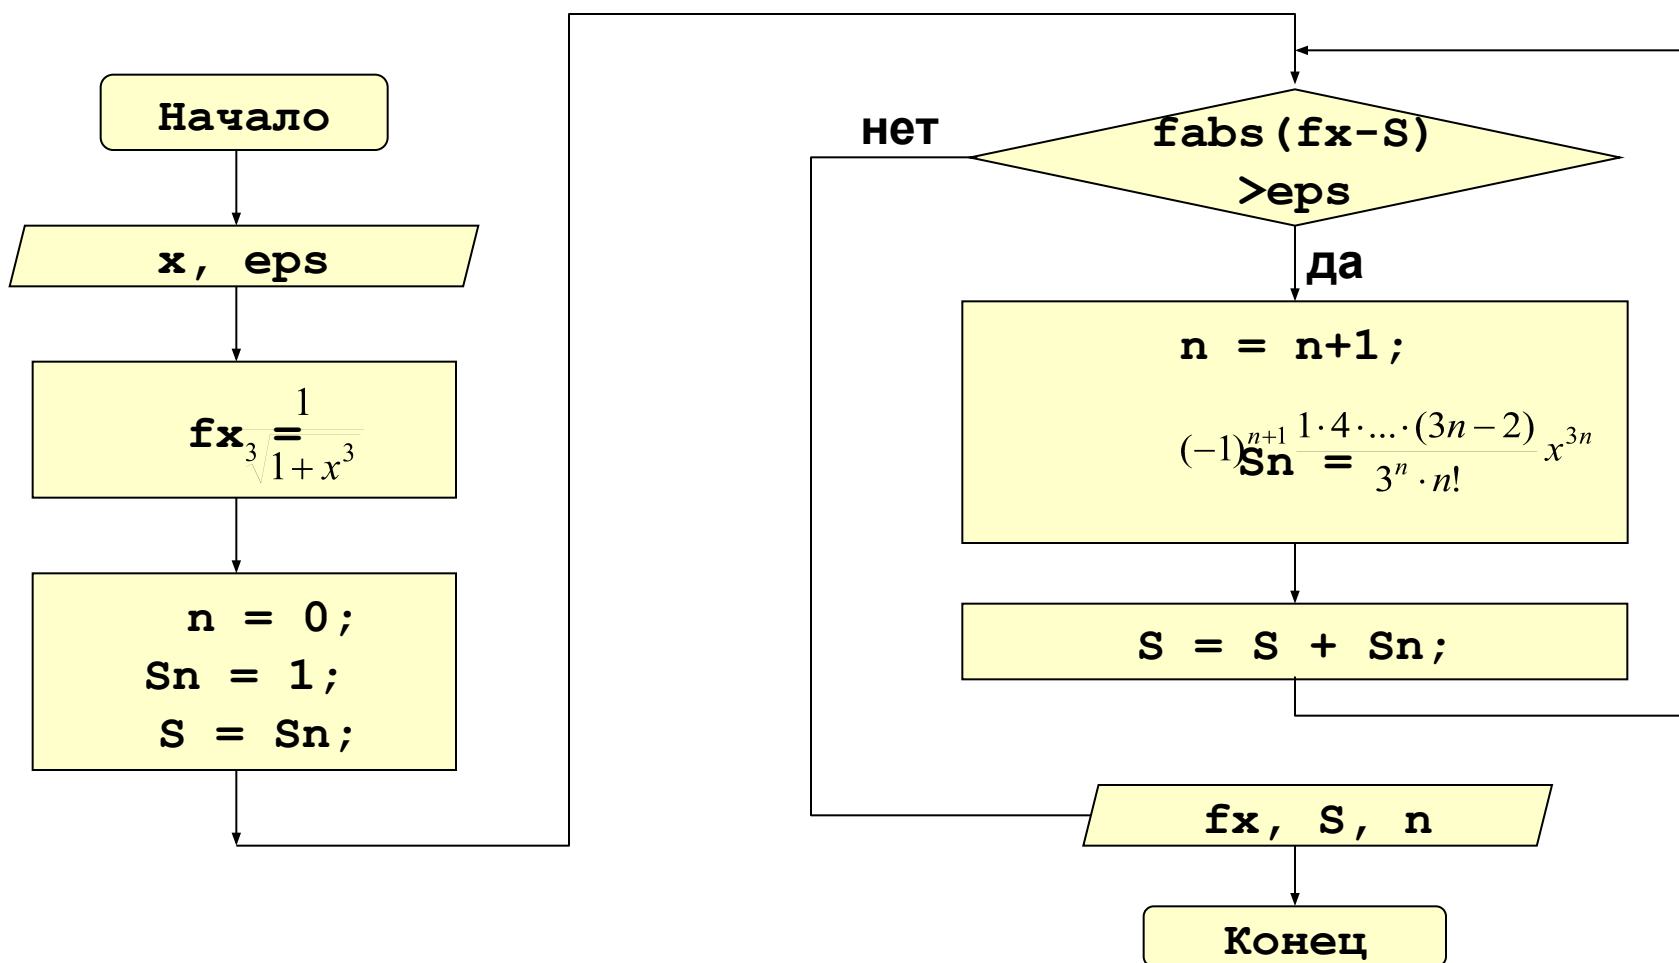 Начало
x, eps
fx = 1 / ∛(1 + x³)
n = 0;
Sn = 1;
S = Sn;
fabs(fx-S)
>eps
нет
да
n = n+1;
Sn = (−1)ⁿ⁺¹ 1·4·...·(3n − 2) / 3ⁿ · n! x³ⁿ
S = S + Sn;
fx, S, n
Конец